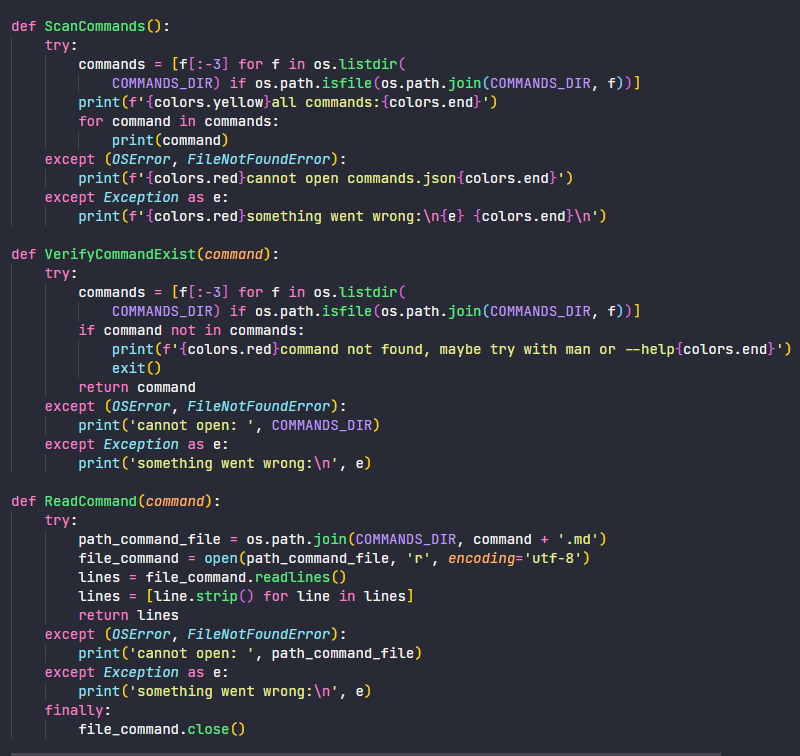 def ScanCommands():
    try:
        commands = [f[:-3] for f in os.listdir(
            COMMANDS_DIR) if os.path.isfile(os.path.join(COMMANDS_DIR, f))]
        print(f'{colors.yellow}all commands:{colors.end}')
        for command in commands:
            print(command)
    except (OSError, FileNotFoundError):
        print(f'{colors.red}cannot open commands.json{colors.end}')
    except Exception as e:
        print(f'{colors.red}something went wrong:\n{e} {colors.end}\n')

def VerifyCommandExist(command):
    try:
        commands = [f[:-3] for f in os.listdir(
            COMMANDS_DIR) if os.path.isfile(os.path.join(COMMANDS_DIR, f))]
        if command not in commands:
            print(f'{colors.red}command not found, maybe try with man or --help{colors.end}')
            exit()
        return command
    except (OSError, FileNotFoundError):
        print('cannot open: ', COMMANDS_DIR)
    except Exception as e:
        print('something went wrong:\n', e)

def ReadCommand(command):
    try:
        path_command_file = os.path.join(COMMANDS_DIR, command + '.md')
        file_command = open(path_command_file, 'r', encoding='utf-8')
        lines = file_command.readlines()
        lines = [line.strip() for line in lines]
        return lines
    except (OSError, FileNotFoundError):
        print('cannot open: ', path_command_file)
    except Exception as e:
        print('something went wrong:\n', e)
    finally:
        file_command.close()